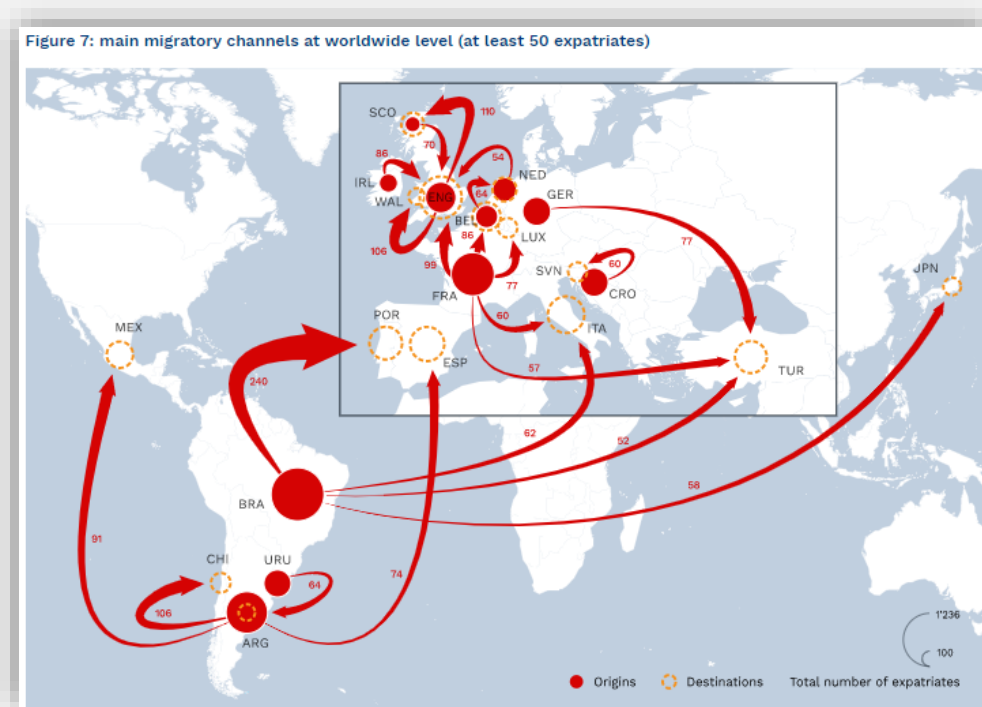 Figure 7: main migratory channels at worldwide level (at least 50 expatriates)
SCO
110
70
86
54
NED
IRL
ENG
64
GER
WAL
BEL
86
LUX
106
99
77
77
SVN
60
JPN
FRA
CRO
MEX
POR
60
ITA
ESP
57
TUR
240
62
52
BRA
58
91
CHI
URU
74
64
106
ARG
1'236
100
Origins
Destinations
Total number of expatriates